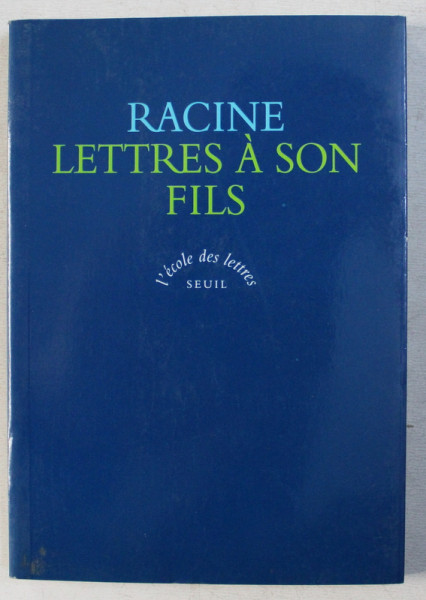 RACINE
LETTRES À SON
FILS
l'école des lettres
SEUIL